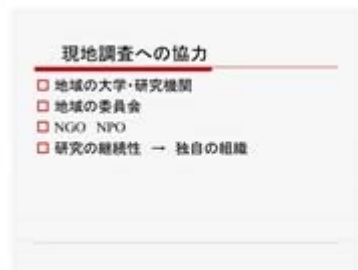 現地調査への協力
地域の大学・研究機関
地域の委員会
NGO NPO
研究の継続性 → 独自の組織